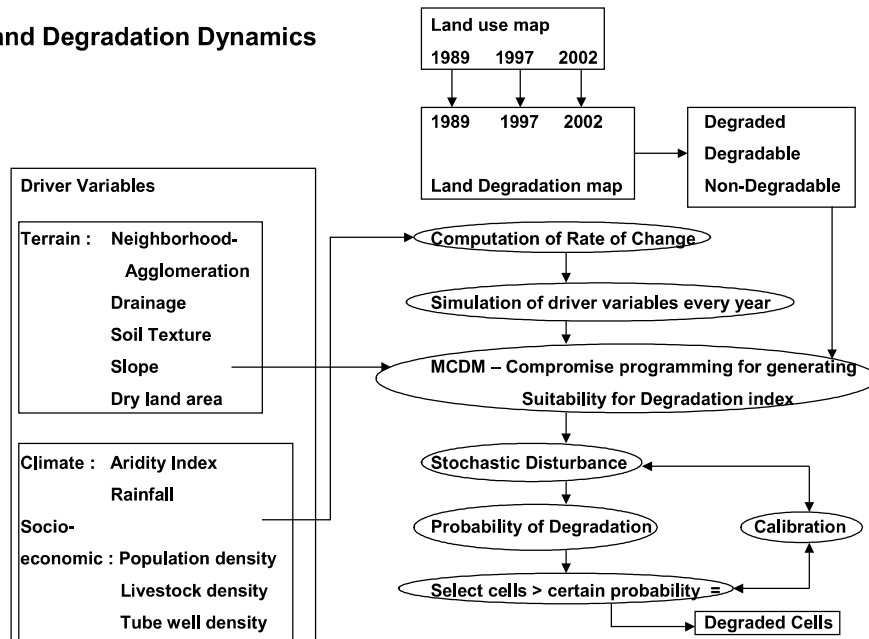 and Degradation Dynamics
Land use map
1989 1997 2002
1989 1997 2002
Land Degradation map
Degraded
Degradable
Non-Degradable
Driver Variables
Terrain : Neighborhood-
Agglomeration
Drainage
Soil Texture
Slope
Dry land area
Climate : Aridity Index
Rainfall
Socio-
economic : Population density
Livestock density
Tube well density
Computation of Rate of Change
Simulation of driver variables every year
MCDM – Compromise programming for generating
Suitability for Degradation index
Stochastic Disturbance
Probability of Degradation
Calibration
Select cells > certain probability =
Degraded Cells